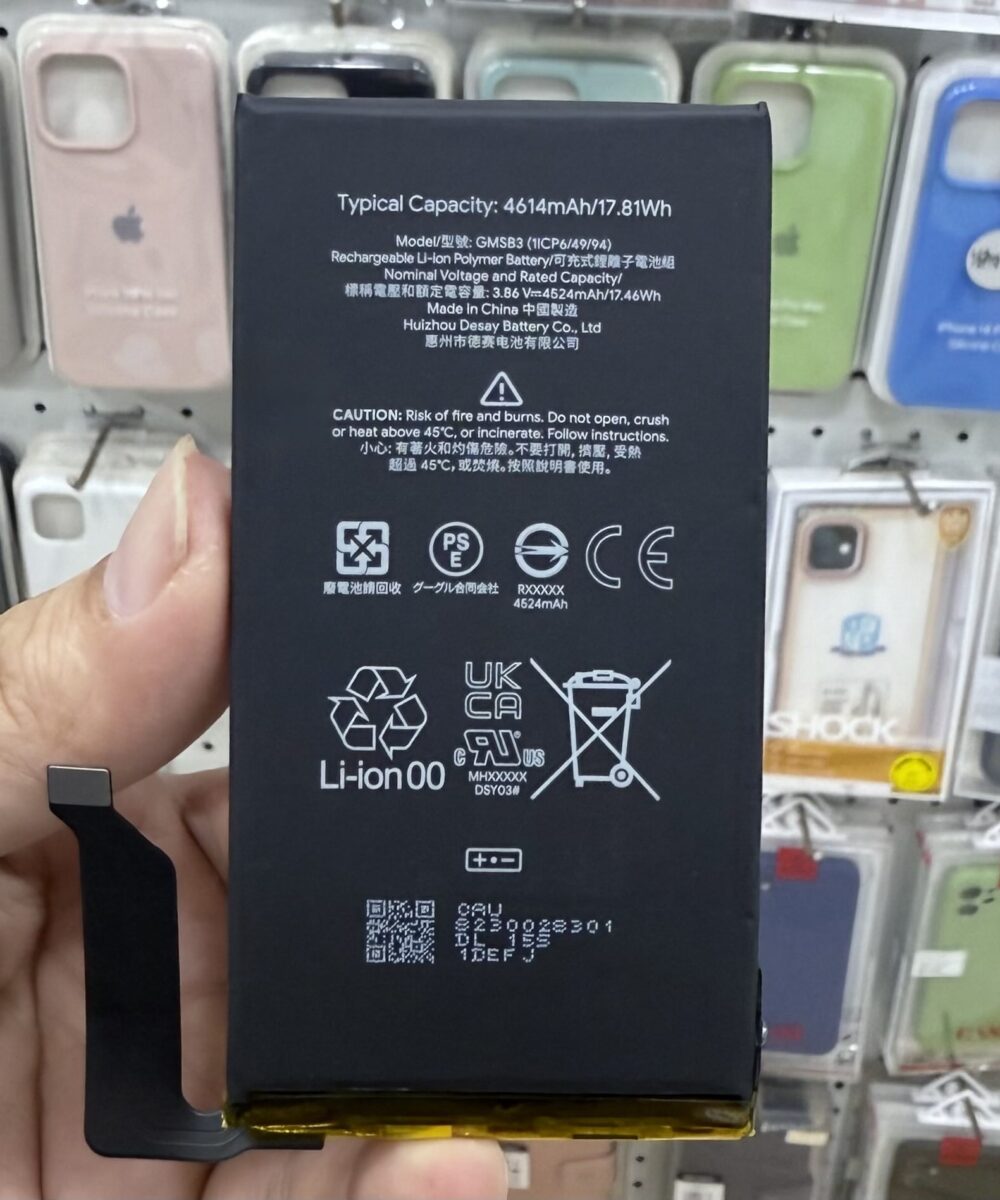 Typical Capacity: 4614mAh/17.81Wh
Model/型號: GMSB3 (1ICP6/49/94)
Rechargeable Li-Ion Polymer Battery/可充式鋰離子電池組
Nominal Voltage and Rated Capacity/
標稱電壓和額定電容量: 3.86 V⎓4524mAh/17.46Wh
Made in China 中國製造
Huizhou Desay Battery Co., Ltd
惠州市德赛电池有限公司
CAUTION: Risk of fire and burns. Do not open, crush
or heat above 45°C, or incinerate. Follow instructions.
小心: 有著火和灼傷危險。不要打開, 擠壓, 受熱
超過 45°C, 或焚燒。按照說明書使用。
PS
E
CE
廢電池請回收
グーグル合同会社
RXXXXX
4524mAh
UK
CA
c RU® US
MHXXXXX
DSY03#
Li-ion 00
CAU
8230028301
DL 15S
1DEF J
SHOCK